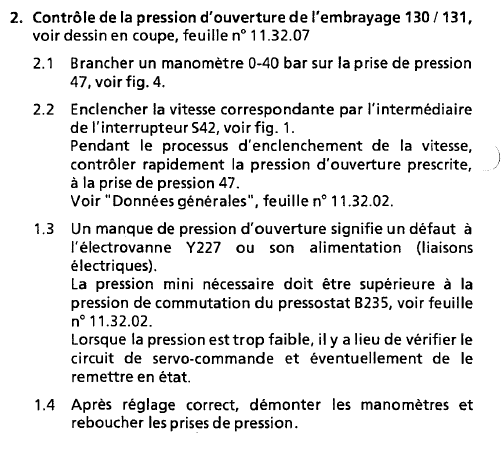 2. Contrôle de la pression d'ouverture de l'embrayage 130 / 131,
voir dessin en coupe, feuille n° 11.32.07
2.1 Brancher un manomètre 0-40 bar sur la prise de pression
47, voir fig. 4.
2.2 Enclencher la vitesse correspondante par l'intermédiaire
de l'interrupteur S42, voir fig. 1.
Pendant le processus d'enclenchement de la vitesse,
contrôler rapidement la pression d'ouverture prescrite,
à la prise de pression 47.
Voir "Données générales", feuille n° 11.32.02.
1.3 Un manque de pression d'ouverture signifie un défaut à
l'électrovanne Y227 ou son alimentation (liaisons
électriques).
La pression mini nécessaire doit être supérieure à la
pression de commutation du pressostat B235, voir feuille
n° 11.32.02.
Lorsque la pression est trop faible, il y a lieu de vérifier le
circuit de servo-commande et éventuellement de le
remettre en état.
1.4 Après réglage correct, démonter les manomètres et
reboucher les prises de pression.